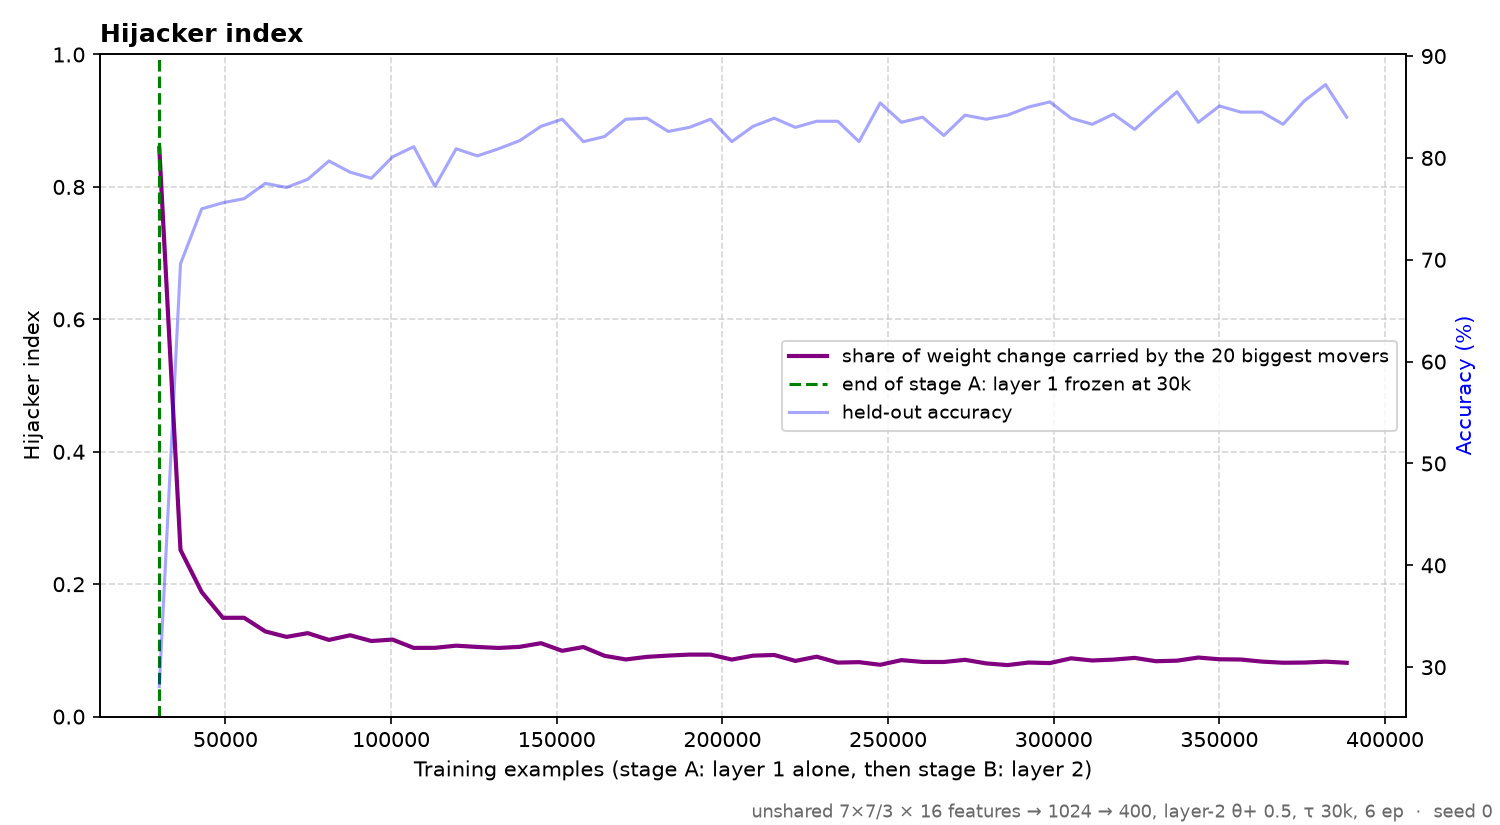 Hijacker index
1.0
0.8
0.6
0.4
0.2
0.0
Hijacker index
90
80
70
60
50
40
30
Accuracy (%)
share of weight change carried by the 20 biggest movers
end of stage A: layer 1 frozen at 30k
held-out accuracy
50000 100000 150000 200000 250000 300000 350000 400000
Training examples (stage A: layer 1 alone, then stage B: layer 2)
unshared 7×7/3 × 16 features → 1024 → 400, layer-2 θ+ 0.5, τ 30k, 6 ep · seed 0